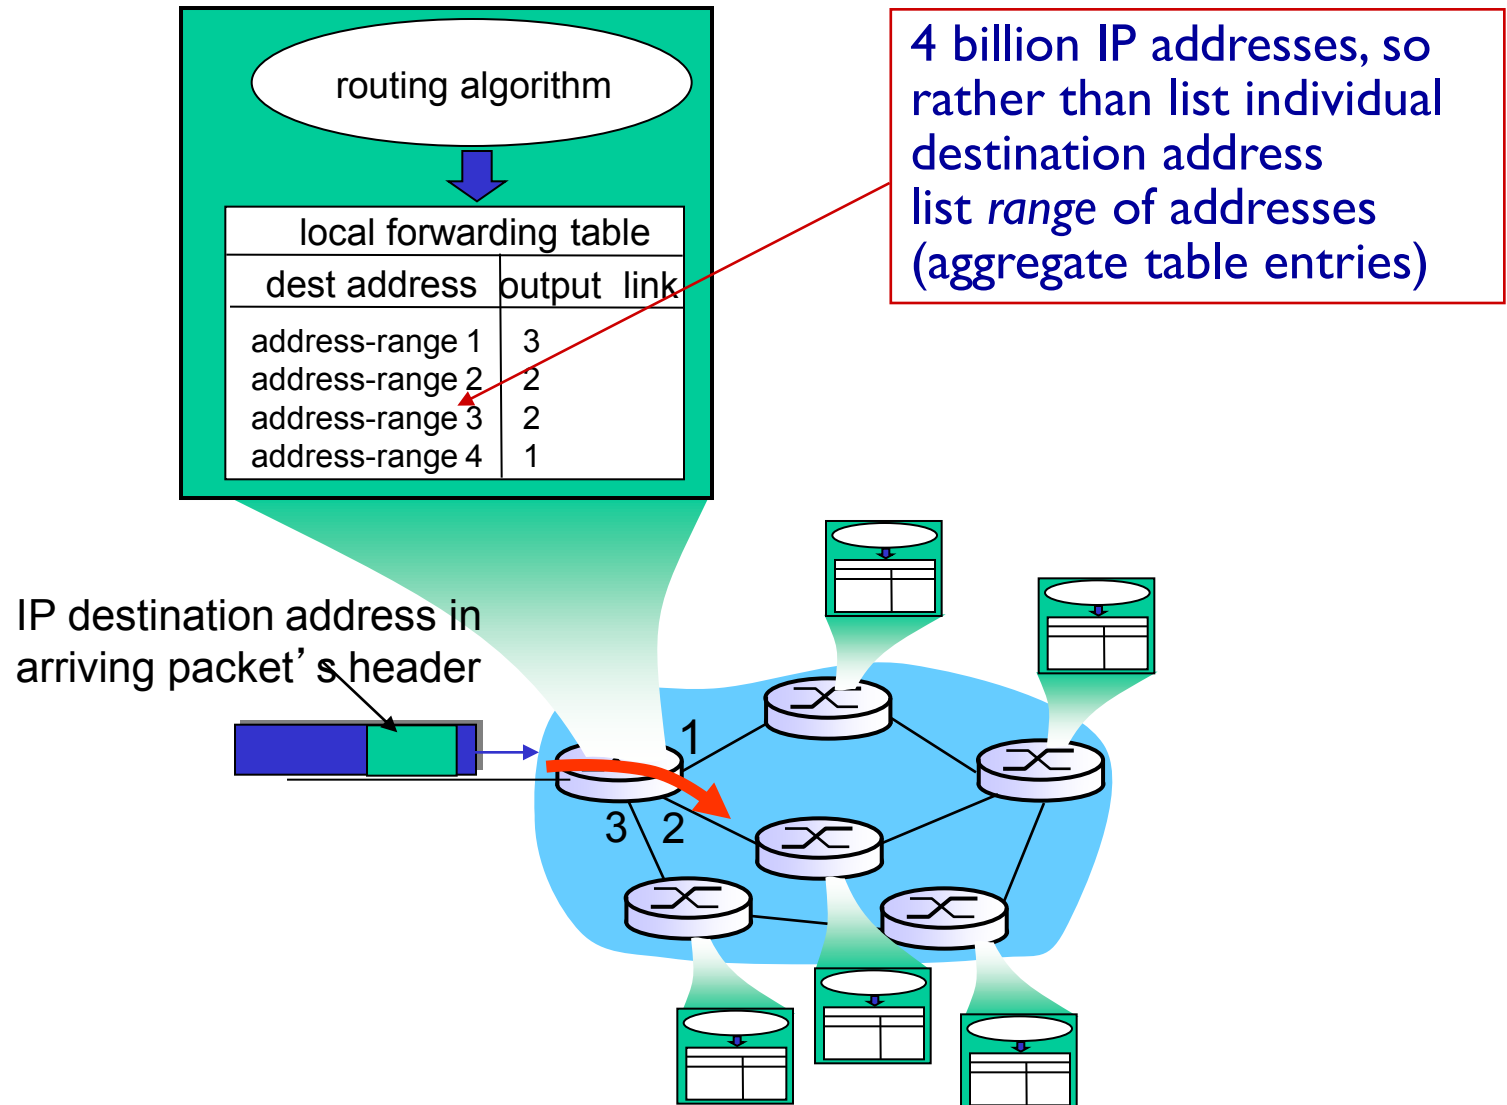 routing algorithm
local forwarding table
dest address output link
address-range 1 3
address-range 2 2
address-range 3 2
address-range 4 1
4 billion IP addresses, so
rather than list individual
destination address
list range of addresses
(aggregate table entries)
IP destination address in
arriving packet’s header
1
3 2